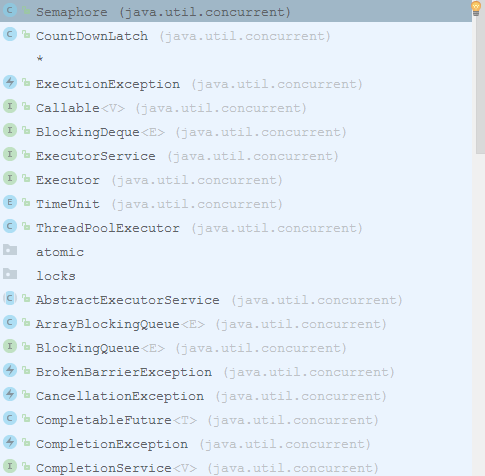 C Semaphore (java.util.concurrent)
C CountDownLatch (java.util.concurrent)
*
ExecutionException (java.util.concurrent)
I Callable<V> (java.util.concurrent)
I BlockingDeque<E> (java.util.concurrent)
I ExecutorService (java.util.concurrent)
I Executor (java.util.concurrent)
E TimeUnit (java.util.concurrent)
C ThreadPoolExecutor (java.util.concurrent)
atomic
locks
C AbstractExecutorService (java.util.concurrent)
C ArrayBlockingQueue<E> (java.util.concurrent)
I BlockingQueue<E> (java.util.concurrent)
BrokenBarrierException (java.util.concurrent)
CancellationException (java.util.concurrent)
C CompletableFuture<T> (java.util.concurrent)
CompletionException (java.util.concurrent)
I CompletionService<V> (java.util.concurrent)